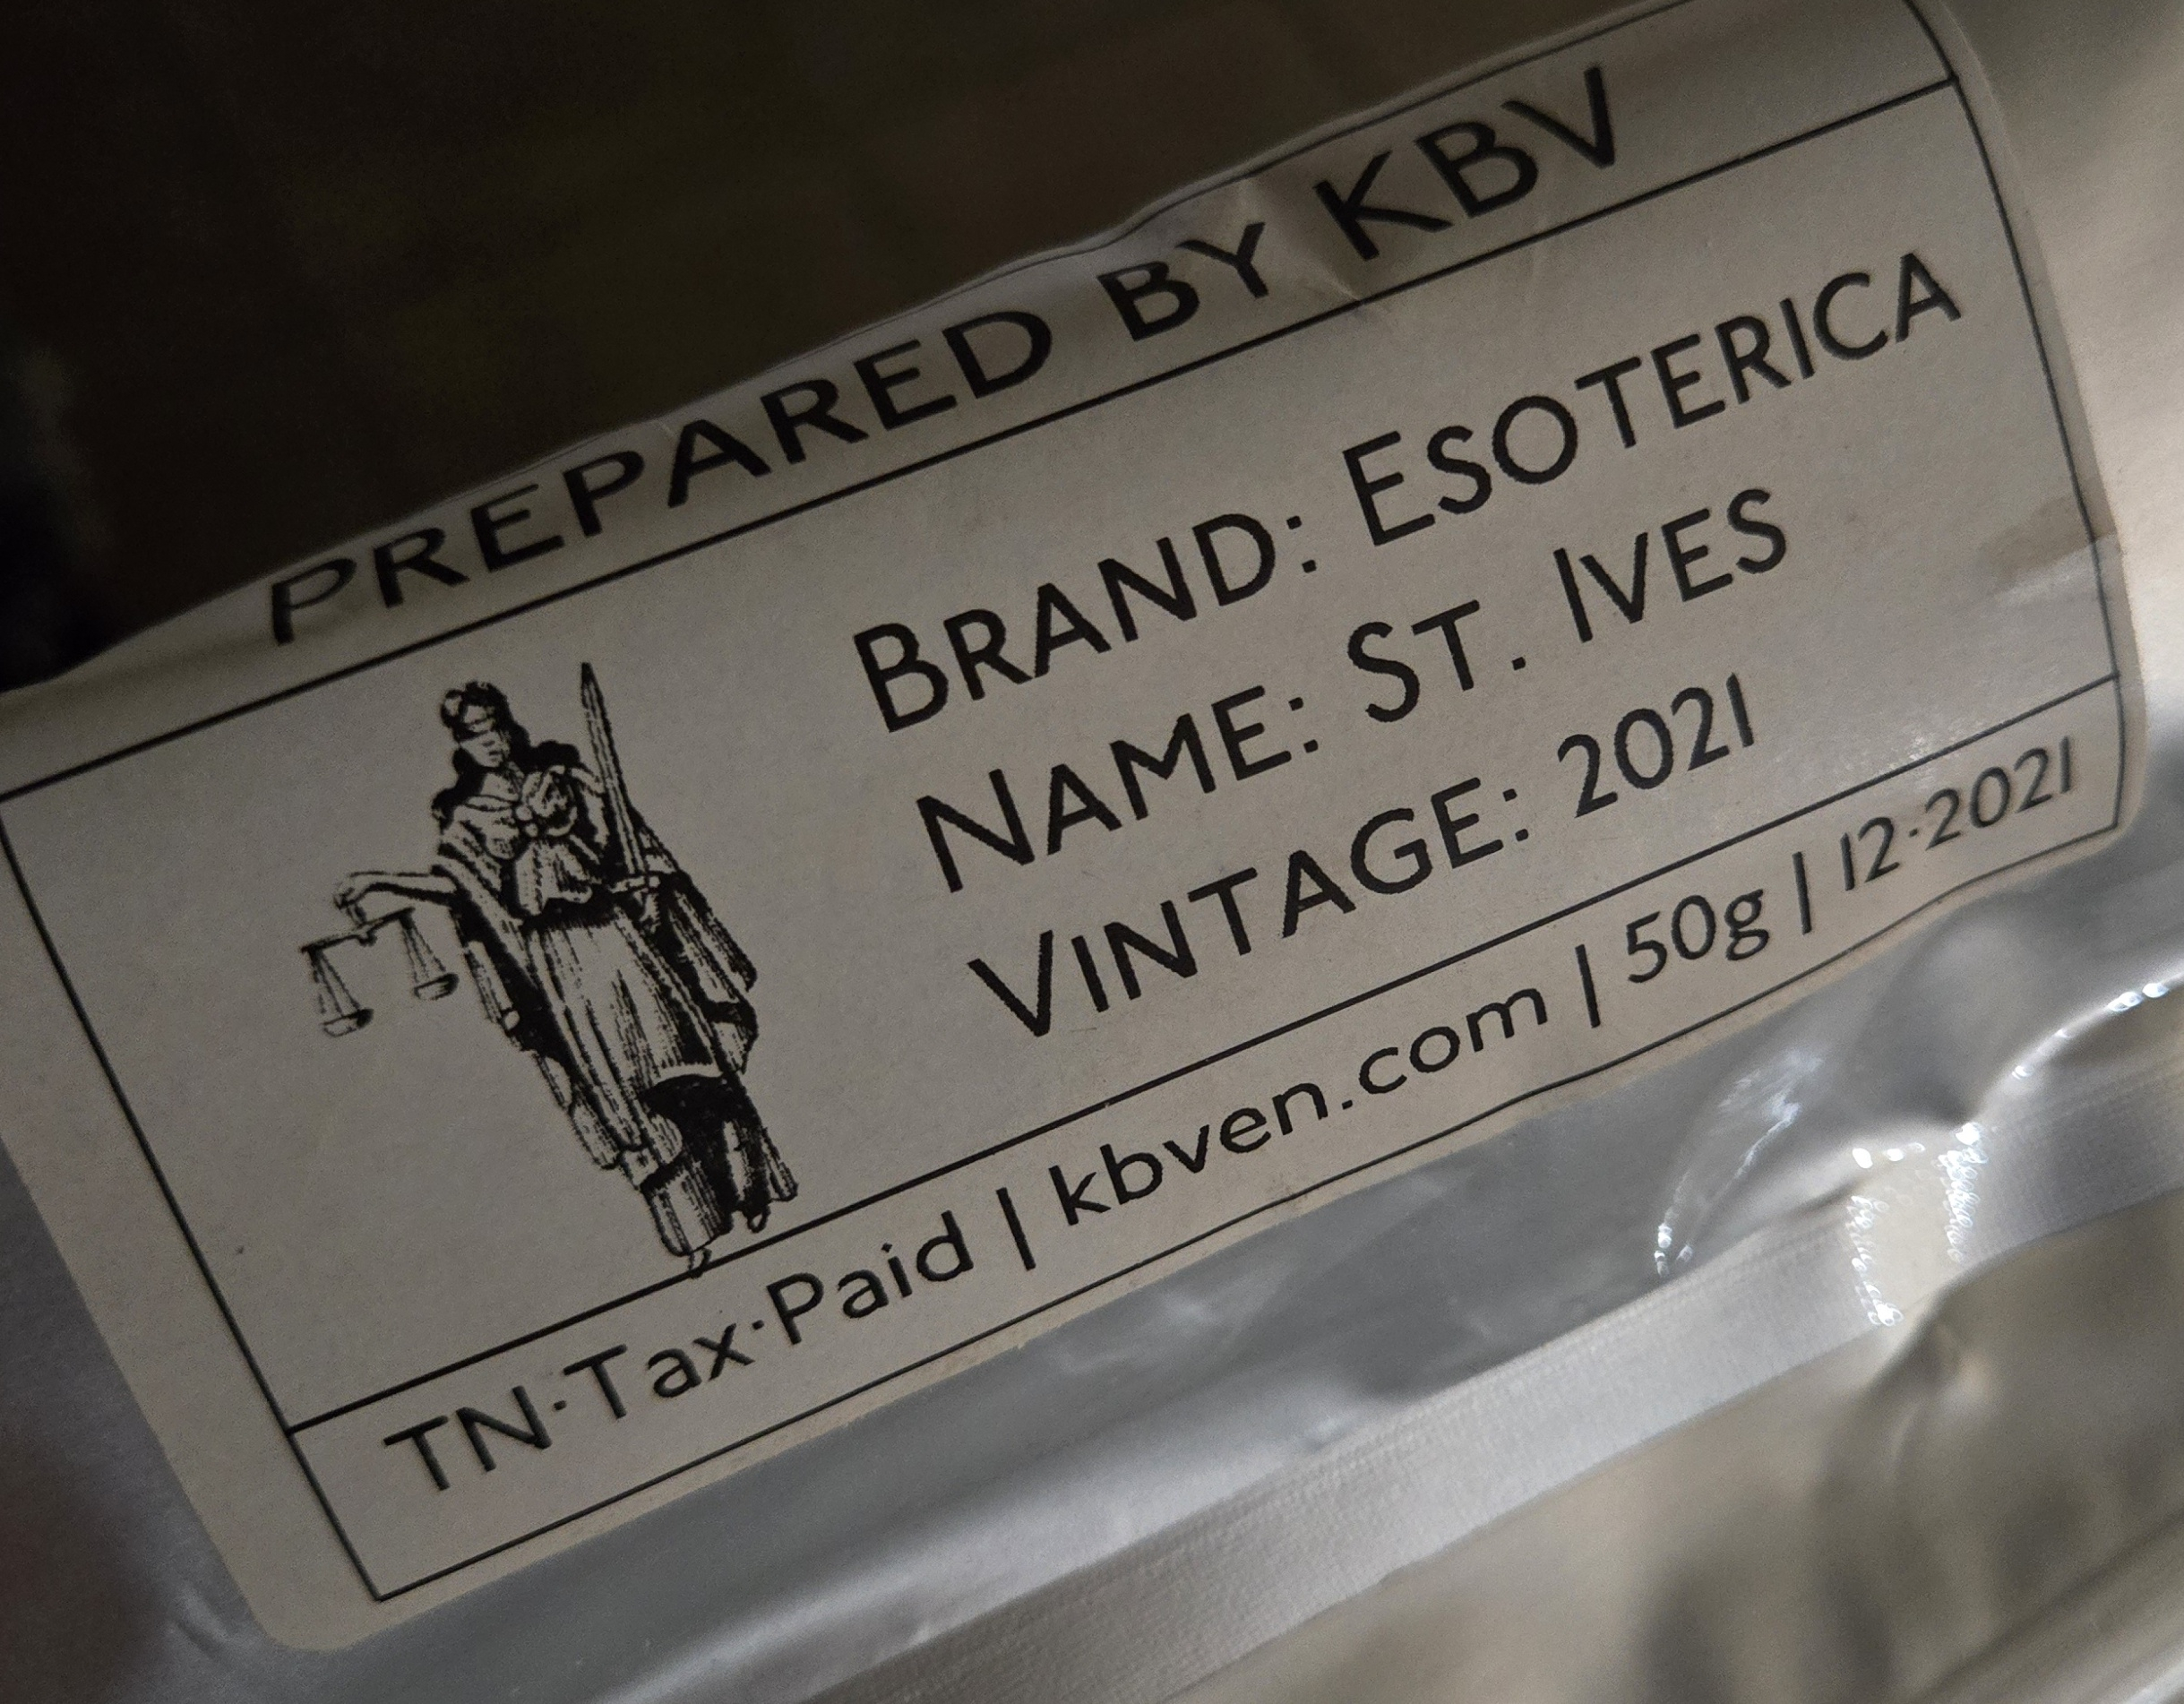 PREPARED BY KBV
BRAND: ESOTERICA
NAME: ST. IVES
VINTAGE: 2021
TN·Tax·Paid | kbven.com | 50g | 12·2021